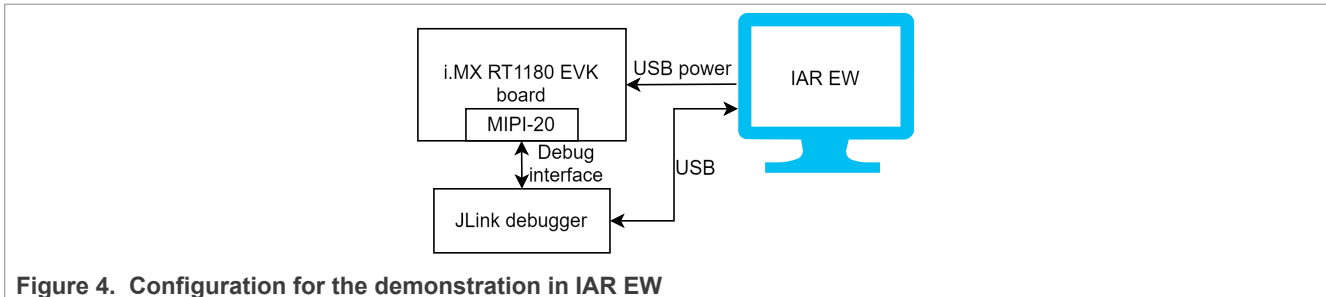 i.MX RT1180 EVK
board
MIPI-20
USB power
IAR EW
Debug
interface
USB
JLink debugger
Figure 4. Configuration for the demonstration in IAR EW